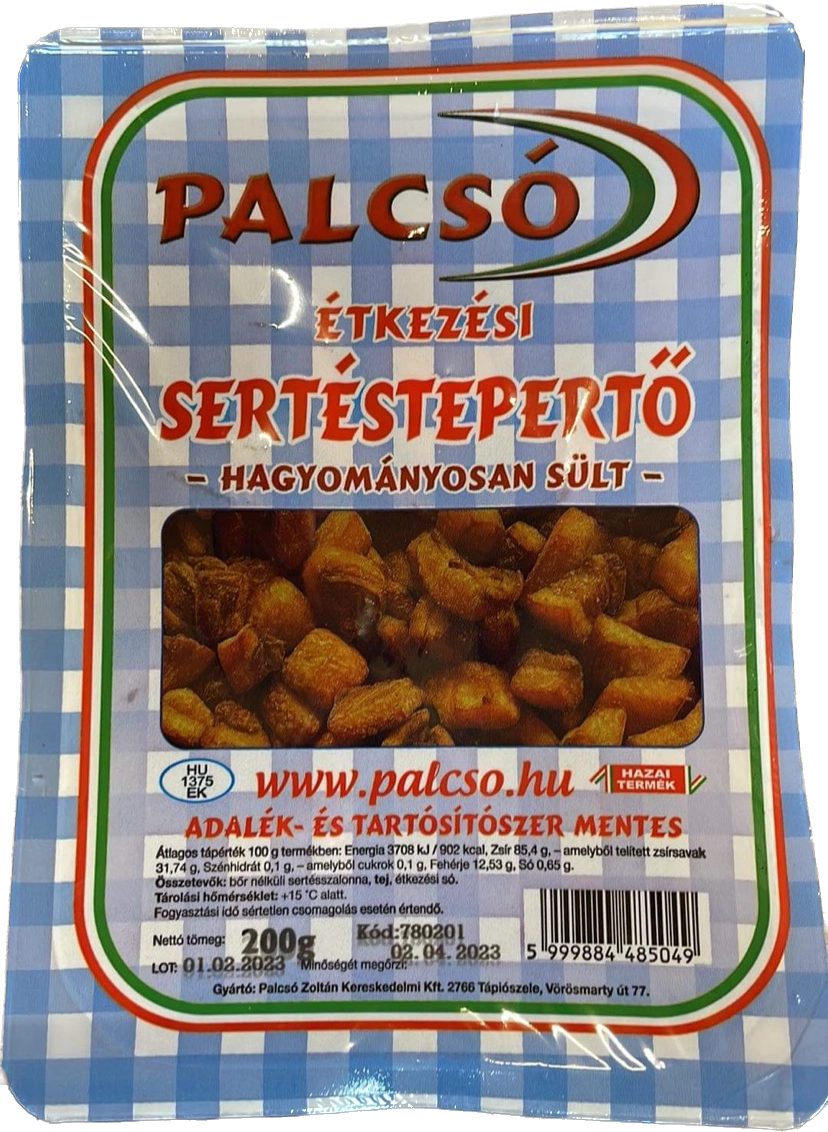 PALCSÓ
ÉTKEZÉSI
SERTÉSTEPERTŐ
– HAGYOMÁNYOSAN SÜLT –
HU
1375
EK
www.palcso.hu
HAZAI
TERMÉK
ADALÉK- ÉS TARTÓSÍTÓSZER MENTES
Átlagos tápérték 100 g termékben: Energia 3708 kJ / 902 kcal, Zsír 85,4 g, – amelyből telített zsírsavak
31,74 g, Szénhidrát 0,1 g, – amelyből cukrok 0,1 g, Fehérje 12,53 g, Só 0,65 g.
Összetevők: bőr nélküli sertésszalonna, tej, étkezési só.
Tárolási hőmérséklet: +15 °C alatt.
Fogyasztási idő sértetlen csomagolás esetén értendő.
Nettó tömeg: 200g Kód:780201
LOT: 01.02.2023 Minőségét megőrzi: 02. 04. 2023
5 999884 485049
Gyártó: Palcsó Zoltán Kereskedelmi Kft. 2766 Tápiószele, Vörösmarty út 77.